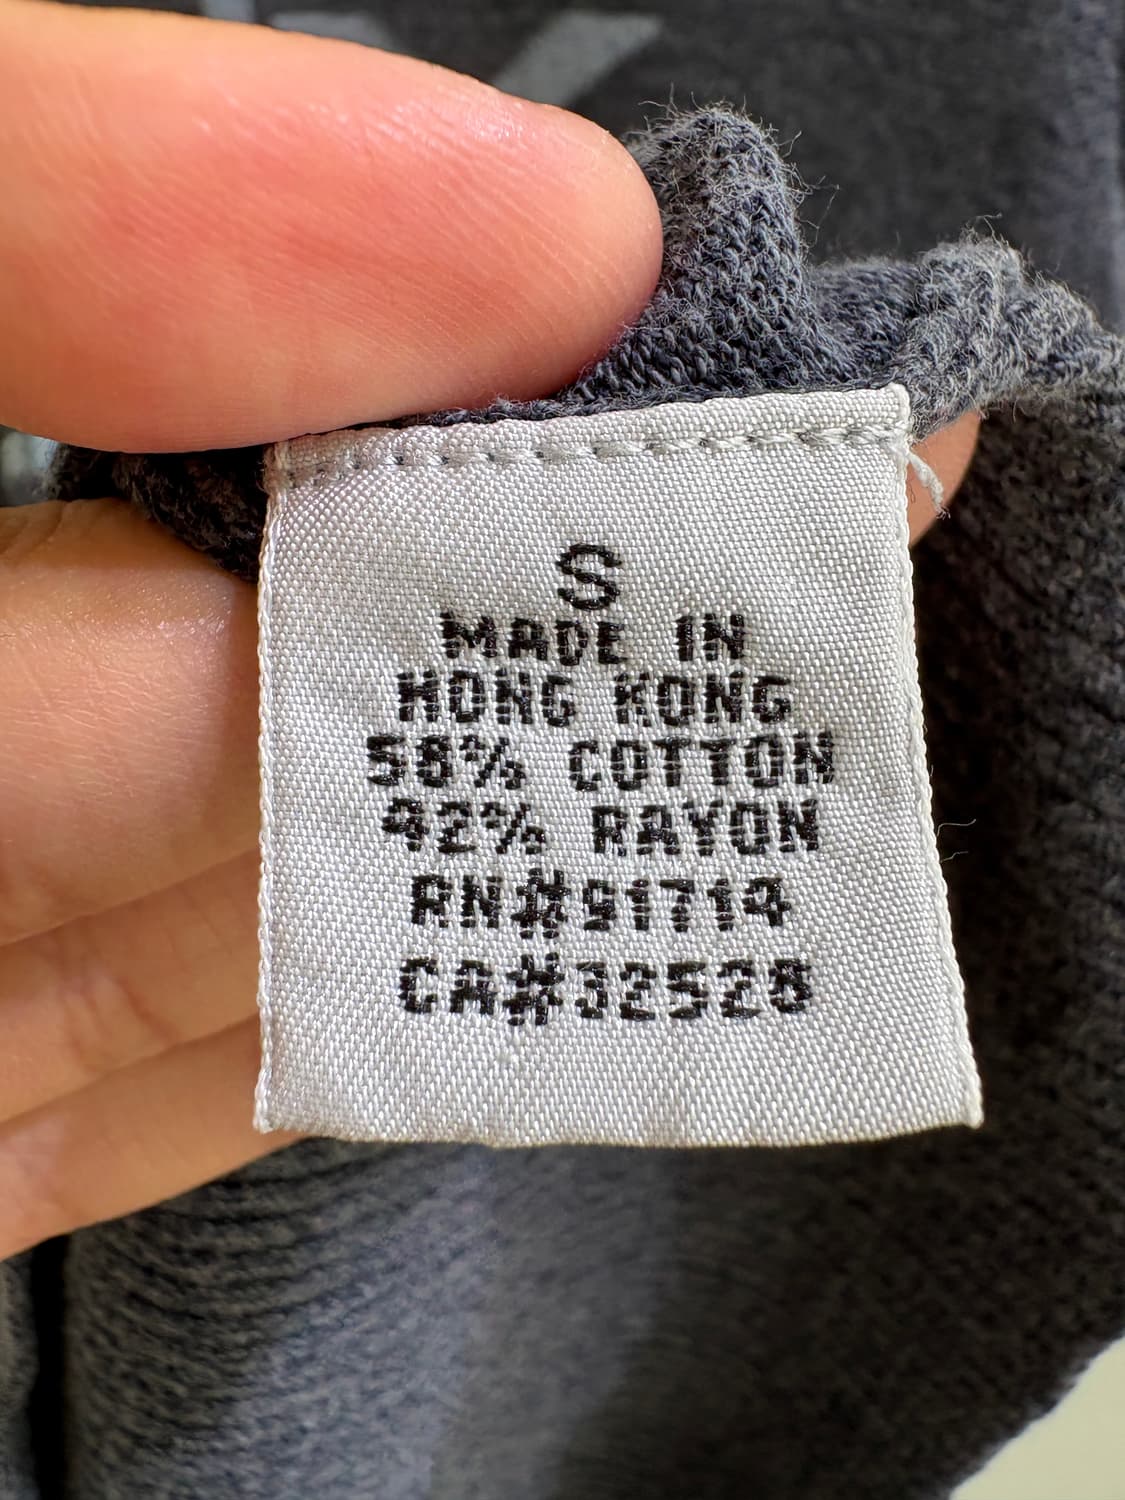 S
MADE IN
HONG KONG
58% COTTON
42% RAYON
RN#91714
CA#32528